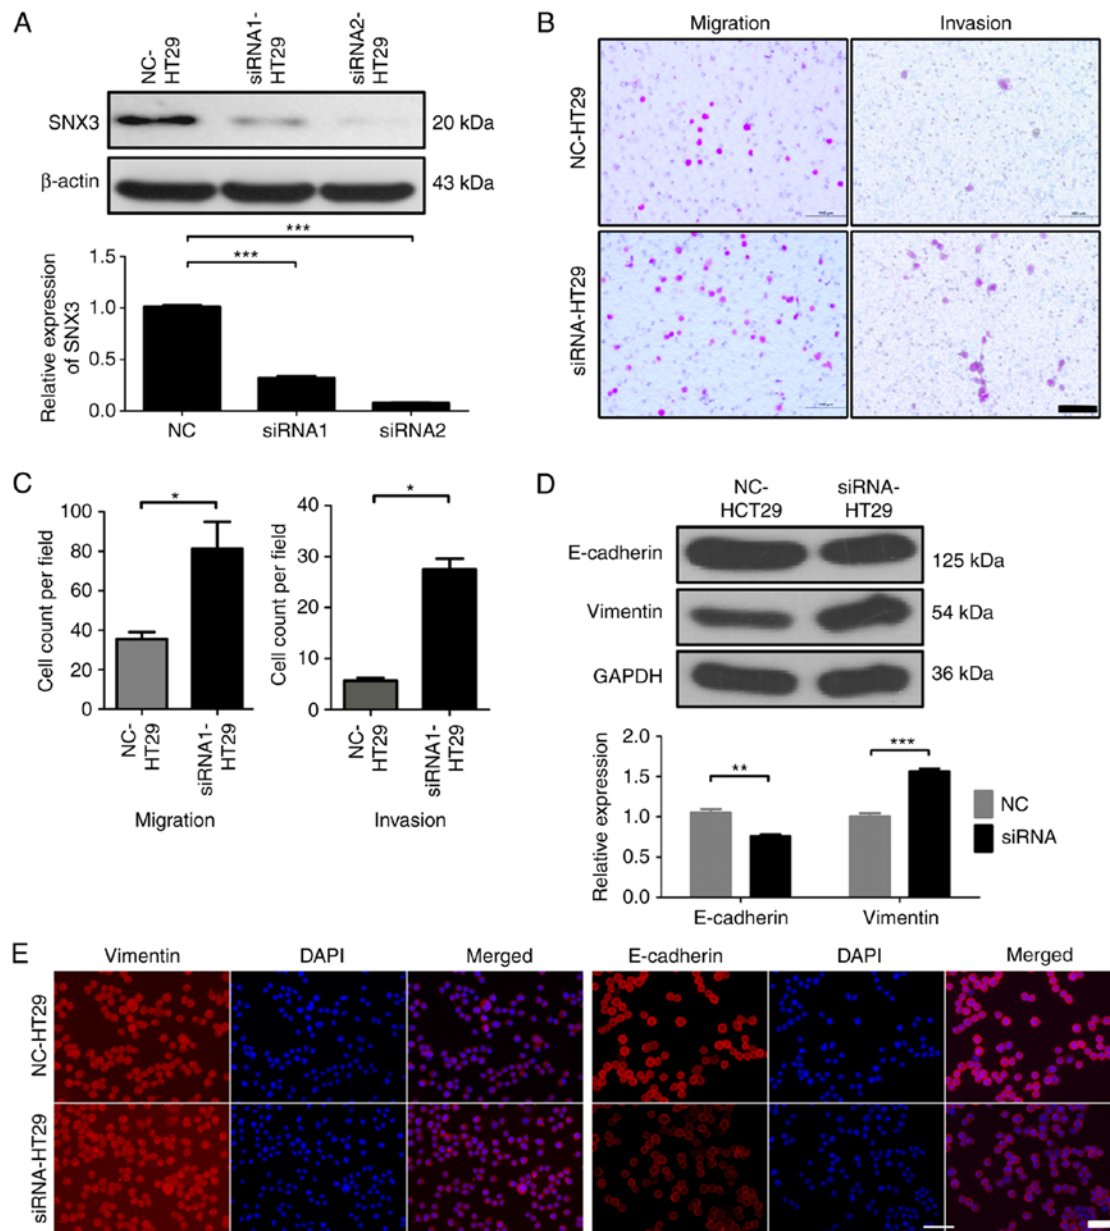 A
NC-
HT29
siRNA1-
HT29
siRNA2-
HT29
SNX3
20 kDa
β-actin
43 kDa
***
***
Relative expression
of SNX3
1.5
1.0
0.5
0.0
NC
siRNA1
siRNA2
B
Migration
Invasion
NC-HT29
siRNA-HT29
C
*
Cell count per field
100
80
60
40
20
0
NC-
HT29
siRNA1-
HT29
Migration
*
Cell count per field
40
30
20
10
0
NC-
HT29
siRNA1-
HT29
Invasion
D
NC-
HCT29
siRNA-
HT29
E-cadherin
125 kDa
Vimentin
54 kDa
GAPDH
36 kDa
Relative expression
2.0
1.5
1.0
0.5
0.0
**
***
NC
siRNA
E-cadherin
Vimentin
E
Vimentin
DAPI
Merged
E-cadherin
DAPI
Merged
NC-HT29
siRNA-HT29